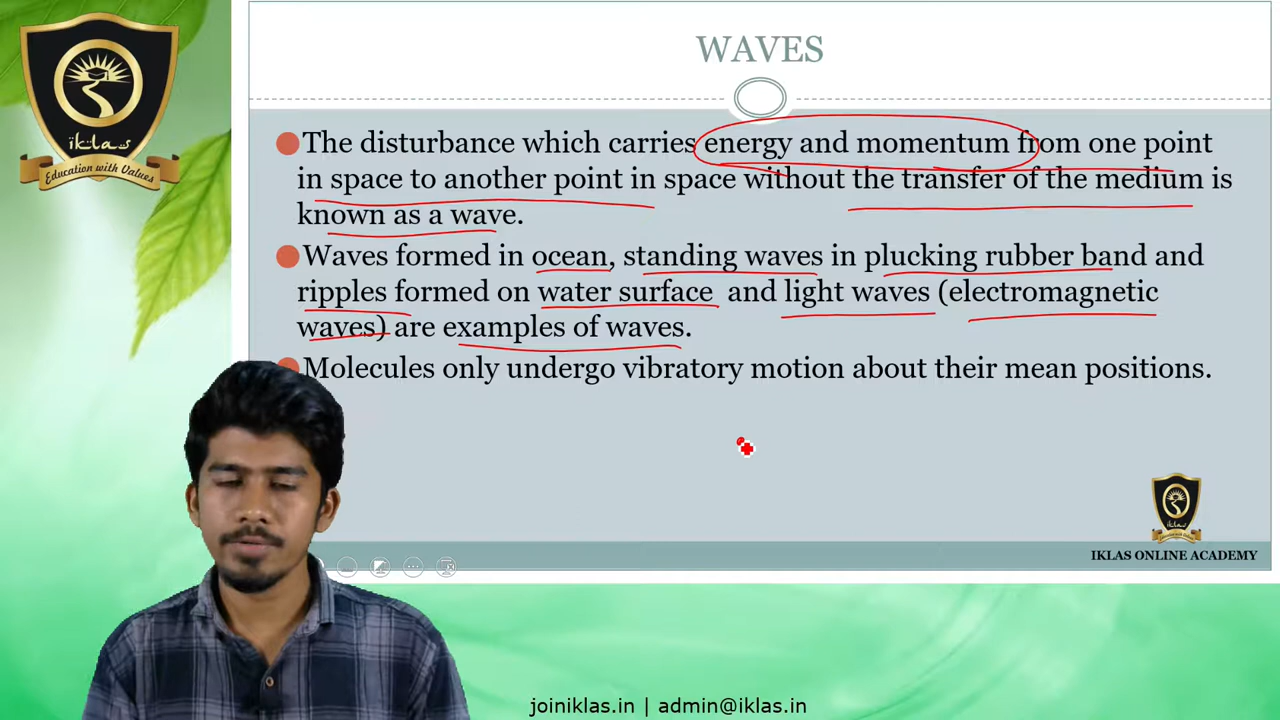 WAVES
The disturbance which carries energy and momentum from one point
in space to another point in space without the transfer of the medium is
known as a wave.
Waves formed in ocean, standing waves in plucking rubber band and
ripples formed on water surface and light waves (electromagnetic
waves) are examples of waves.
Molecules only undergo vibratory motion about their mean positions.
iklas
Education with Values
iklas
IKLAS ONLINE ACADEMY
joiniklas.in | admin@iklas.in